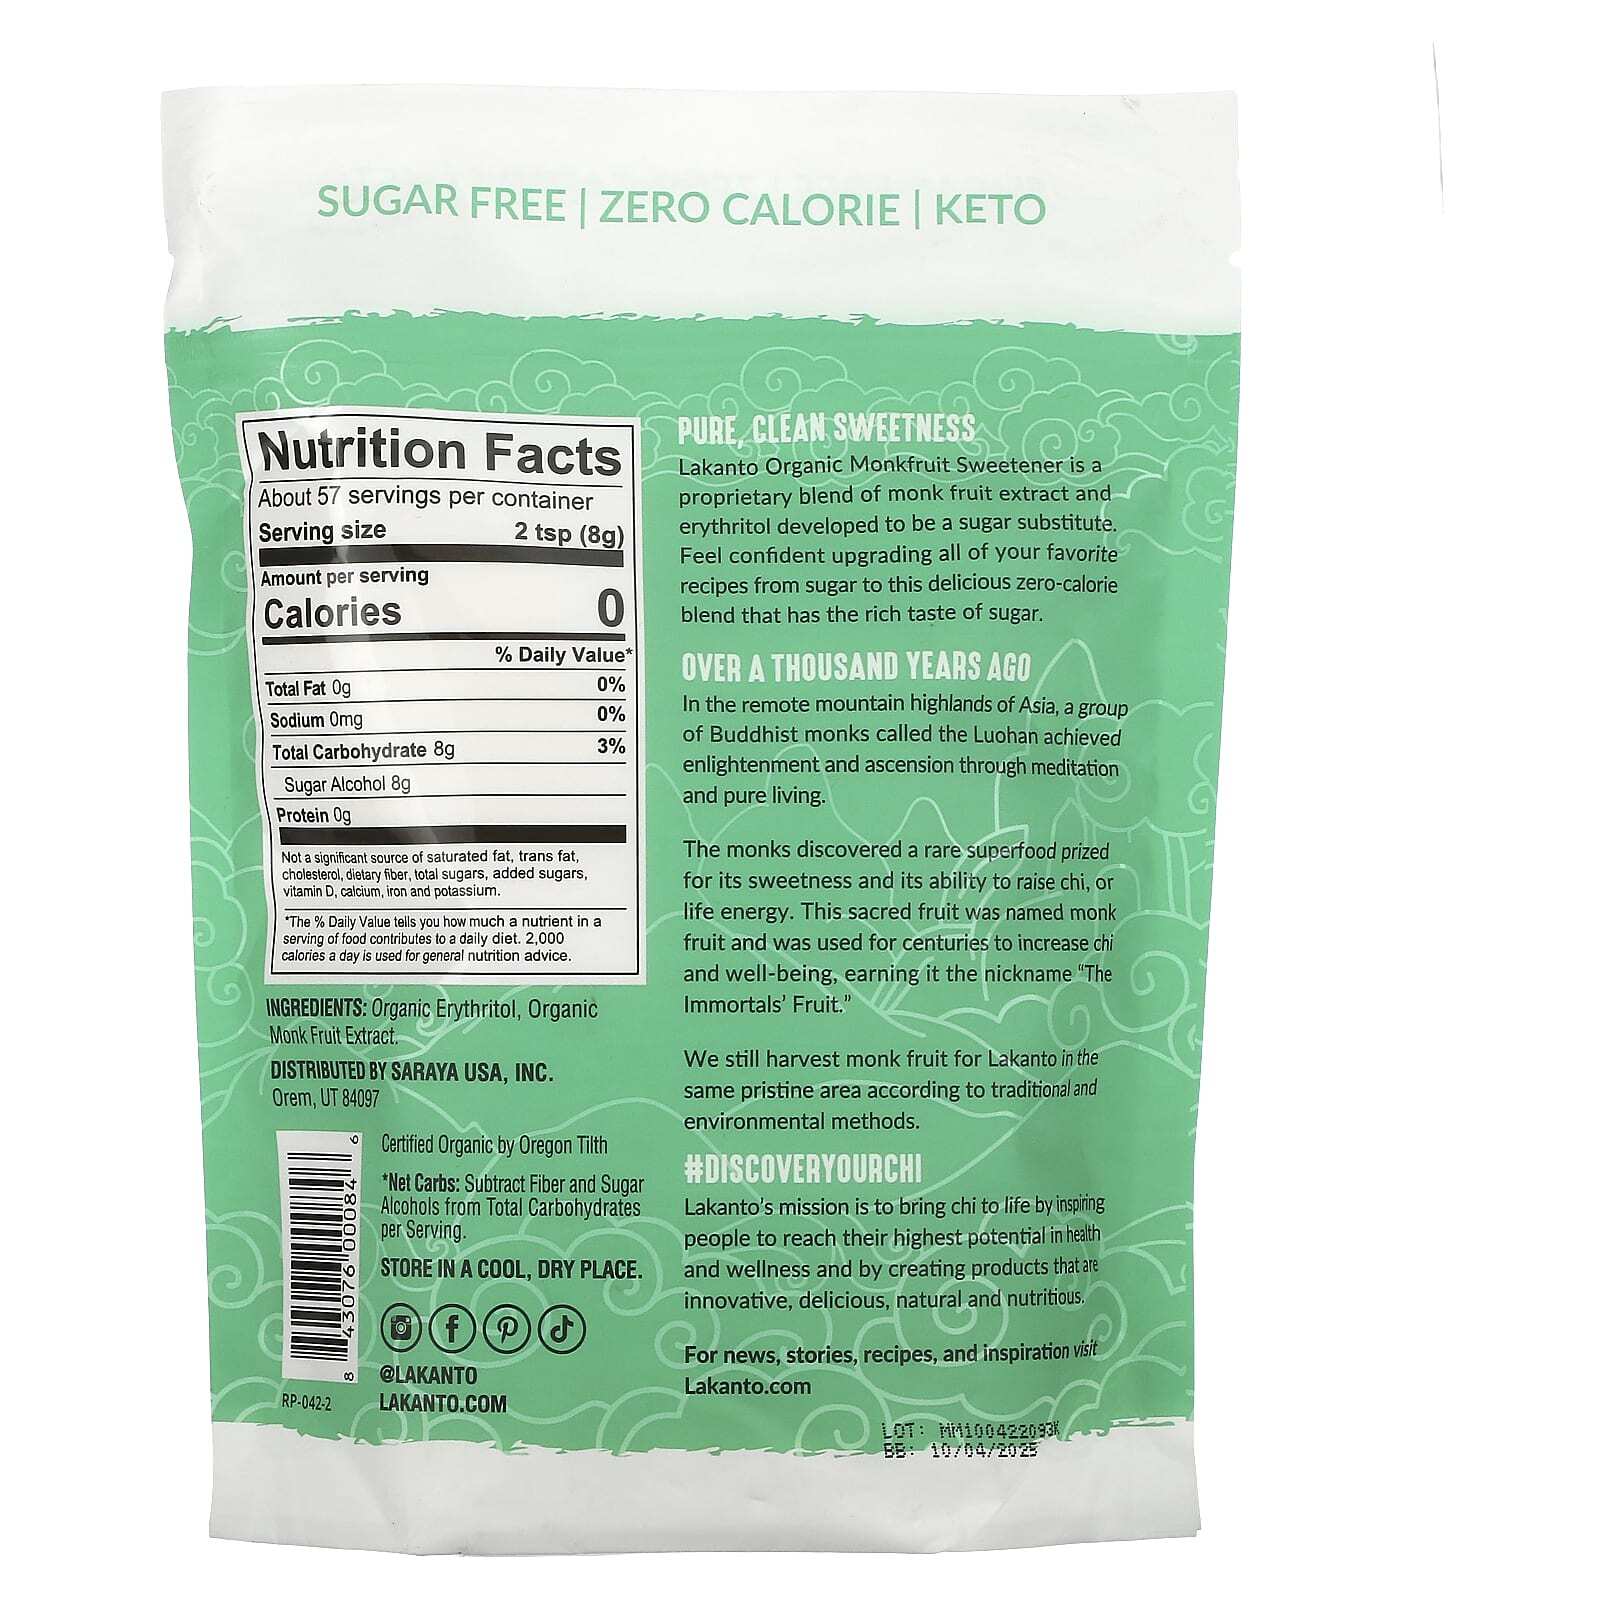 SUGAR FREE | ZERO CALORIE | KETO
Nutrition Facts
About 57 servings per container
Serving size 2 tsp (8g)
Amount per serving
Calories 0
% Daily Value*
Total Fat 0g 0%
Sodium 0mg 0%
Total Carbohydrate 8g 3%
Sugar Alcohol 8g
Protein 0g
Not a significant source of saturated fat, trans fat,
cholesterol, dietary fiber, total sugars, added sugars,
vitamin D, calcium, iron and potassium.
*The % Daily Value tells you how much a nutrient in a
serving of food contributes to a daily diet. 2,000
calories a day is used for general nutrition advice.
INGREDIENTS: Organic Erythritol, Organic
Monk Fruit Extract.
DISTRIBUTED BY SARAYA USA, INC.
Orem, UT 84097
8 43076 00084 6
RP-042-2
Certified Organic by Oregon Tilth
*Net Carbs: Subtract Fiber and Sugar
Alcohols from Total Carbohydrates
per Serving.
STORE IN A COOL, DRY PLACE.
@LAKANTO
LAKANTO.COM
PURE, CLEAN SWEETNESS
Lakanto Organic Monkfruit Sweetener is a
proprietary blend of monk fruit extract and
erythritol developed to be a sugar substitute.
Feel confident upgrading all of your favorite
recipes from sugar to this delicious zero-calorie
blend that has the rich taste of sugar.
OVER A THOUSAND YEARS AGO
In the remote mountain highlands of Asia, a group
of Buddhist monks called the Luohan achieved
enlightenment and ascension through meditation
and pure living.
The monks discovered a rare superfood prized
for its sweetness and its ability to raise chi, or
life energy. This sacred fruit was named monk
fruit and was used for centuries to increase chi
and well-being, earning it the nickname “The
Immortals’ Fruit.”
We still harvest monk fruit for Lakanto in the
same pristine area according to traditional and
environmental methods.
#DISCOVERYOURCHI
Lakanto’s mission is to bring chi to life by inspiring
people to reach their highest potential in health
and wellness and by creating products that are
innovative, delicious, natural and nutritious.
For news, stories, recipes, and inspiration visit
Lakanto.com
LOT: MM100422093K
BB: 10/04/2025